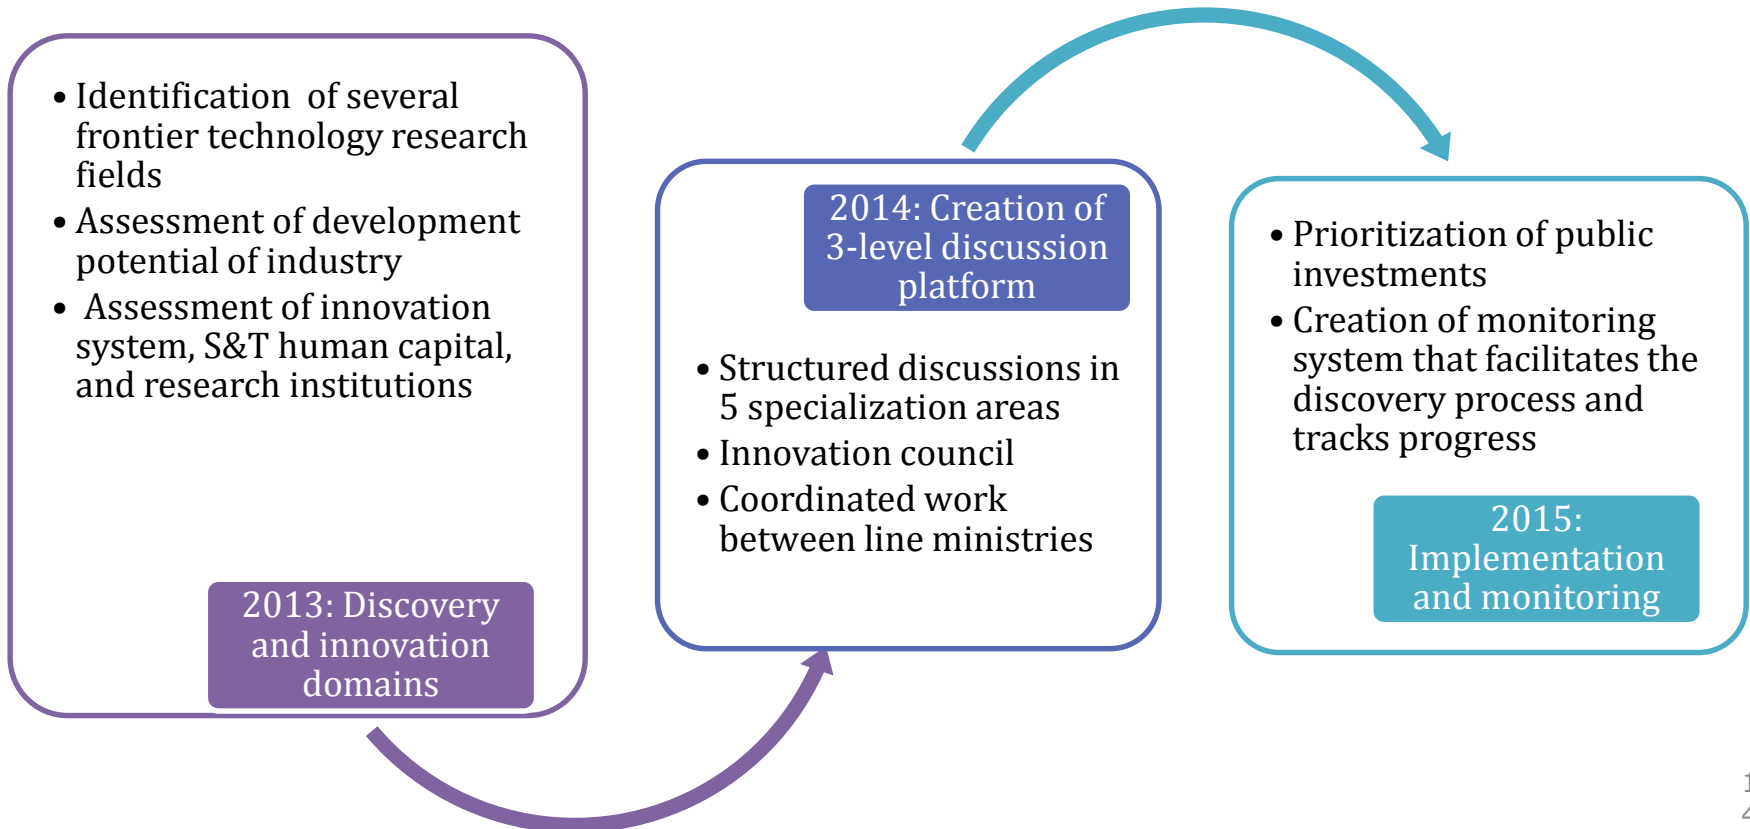 • Identification  of several
frontier technology research
fields
• Assessment of development
potential of industry
•  Assessment of innovation
system, S&T human capital,
and research institutions
2013: Discovery
and innovation
domains
2014: Creation of
3-level discussion
platform
• Structured discussions in
5 specialization areas
• Innovation council
• Coordinated work
between line ministries
• Prioritization of public
investments
• Creation of monitoring
system that facilitates the
discovery process and
tracks progress
2015:
Implementation
and monitoring
1
4